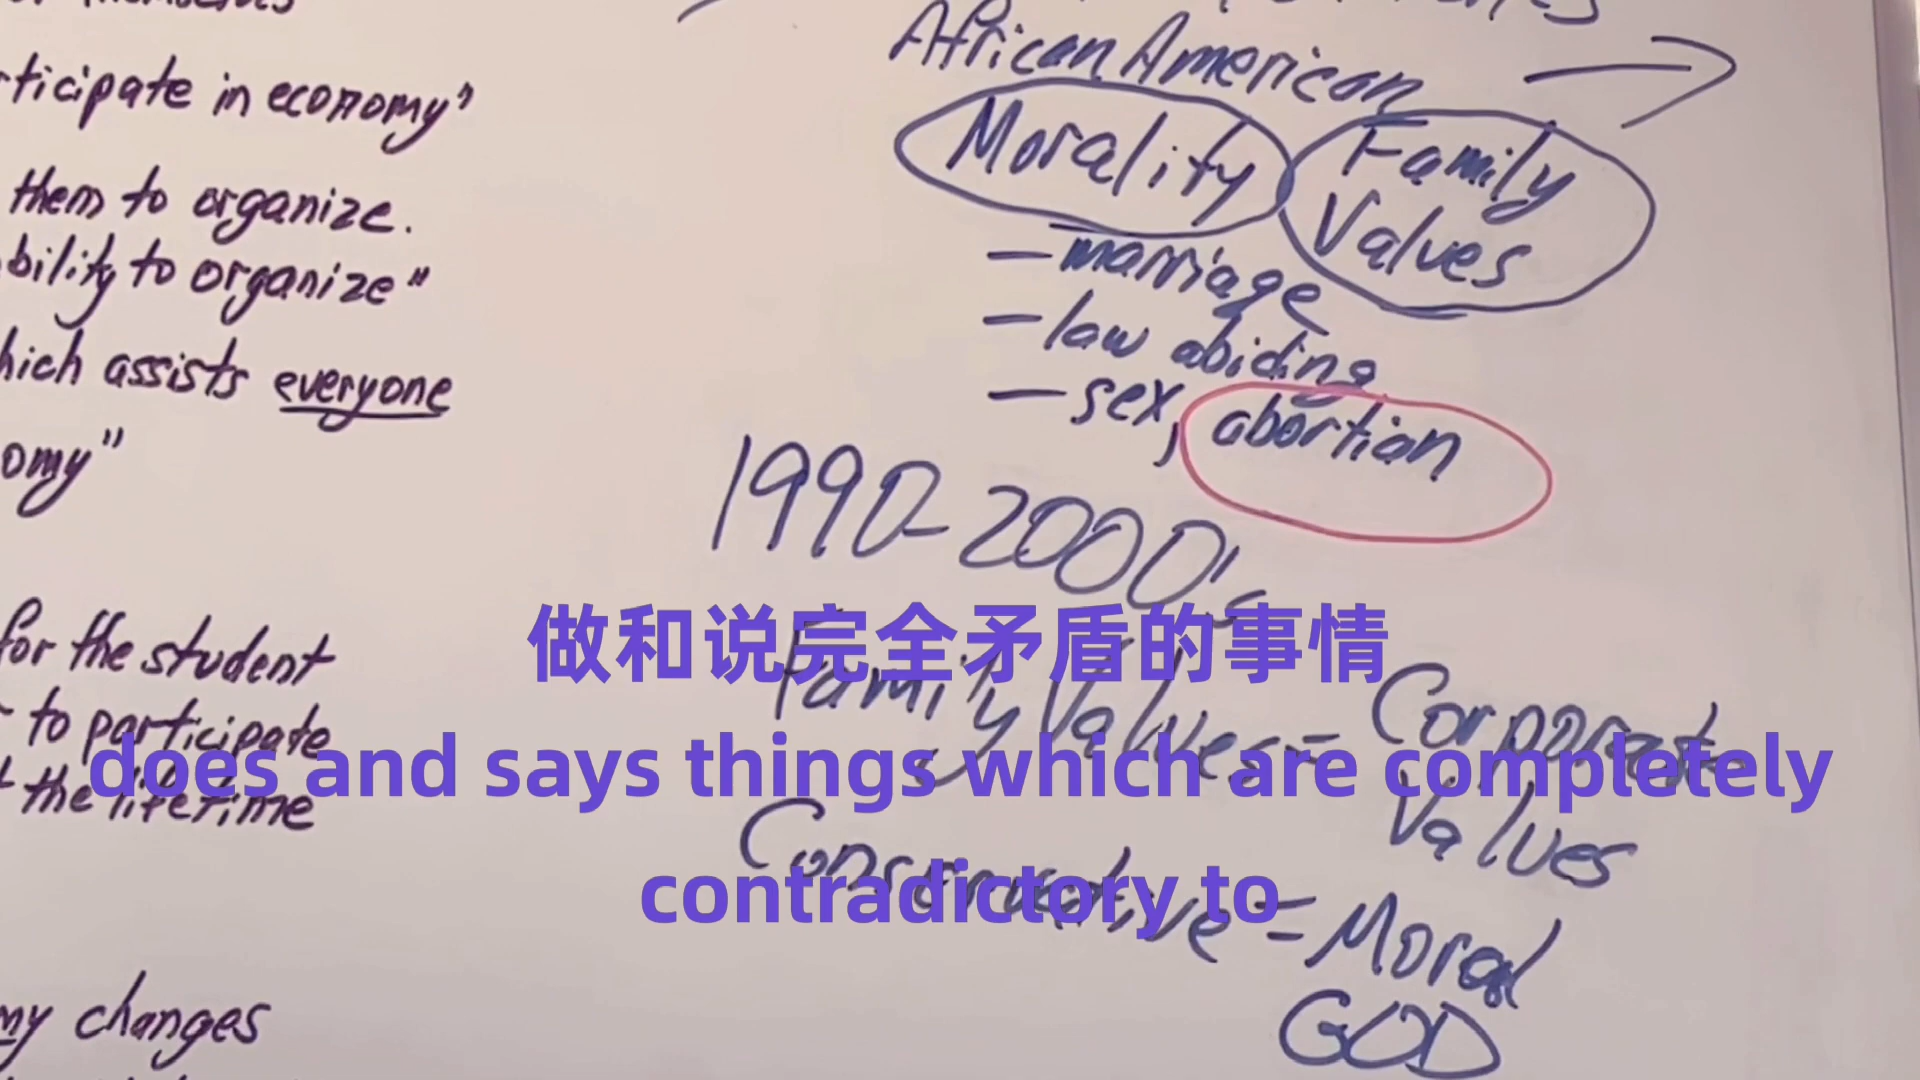 participate in economy"
them to organize.
bility to organize"
hich assists everyone
omy"
for the student
to participate
the lifetime
my changes
African American
Morality
Family
Values
— marriage
— law abiding
— sex, abortian
1990-2000's
Family Values = Corporate
Values
Conservative = Moral
GOD
做和说完全矛盾的事情
does and says things which are completely
contradictory to